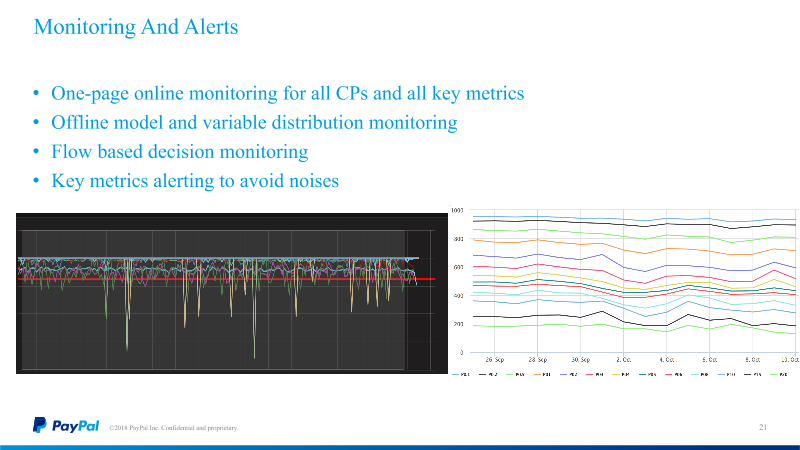 Monitoring And Alerts
• One-page online monitoring for all CPs and all key metrics
• Offline model and variable distribution monitoring
• Flow based decision monitoring
• Key metrics alerting to avoid noises
1000
800
600
400
200
0
26. Sep 28. Sep 30. Sep 2. Oct 4. Oct 6. Oct 8. Oct 10. Oct
PayPal ©2018 PayPal Inc. Confidential and proprietary. 21